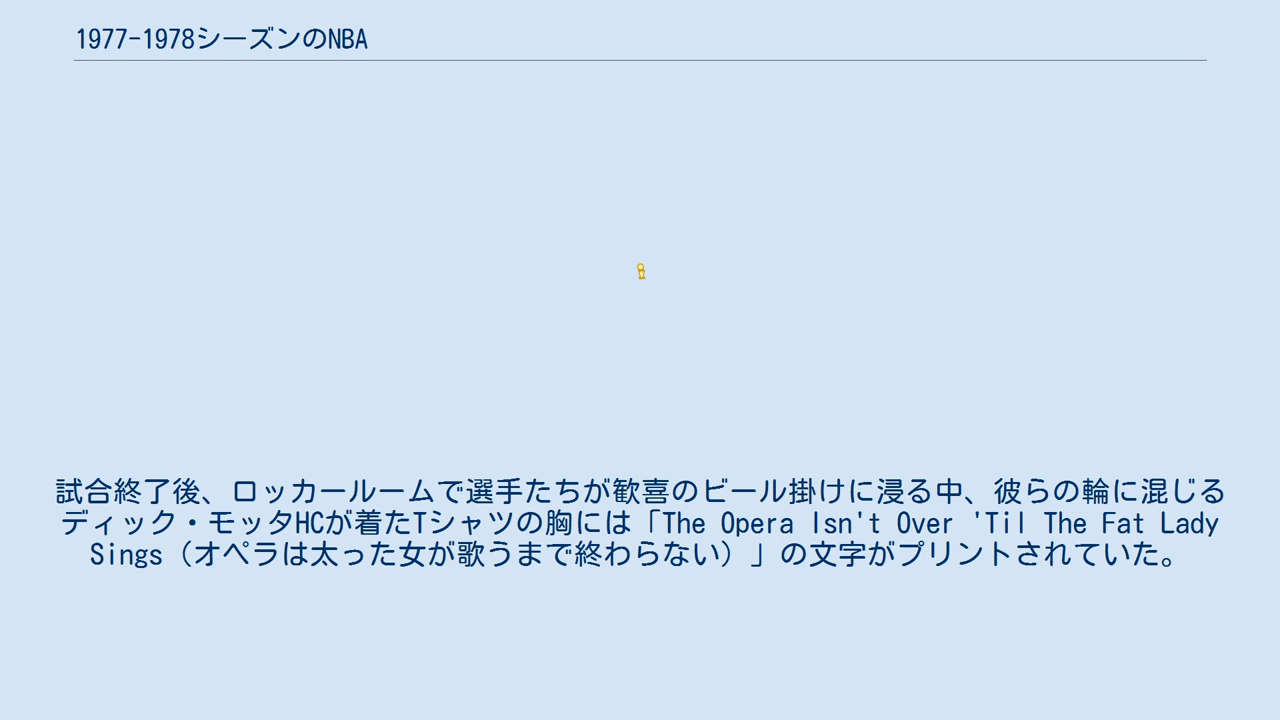 1977-1978シーズンのNBA
試合終了後、ロッカールームで選手たちが歓喜のビール掛けに浸る中、彼らの輪に混じる
ディック・モッタHCが着たTシャツの胸には「The Opera Isn't Over 'Til The Fat Lady
Sings（オペラは太った女が歌うまで終わらない）」の文字がプリントされていた。